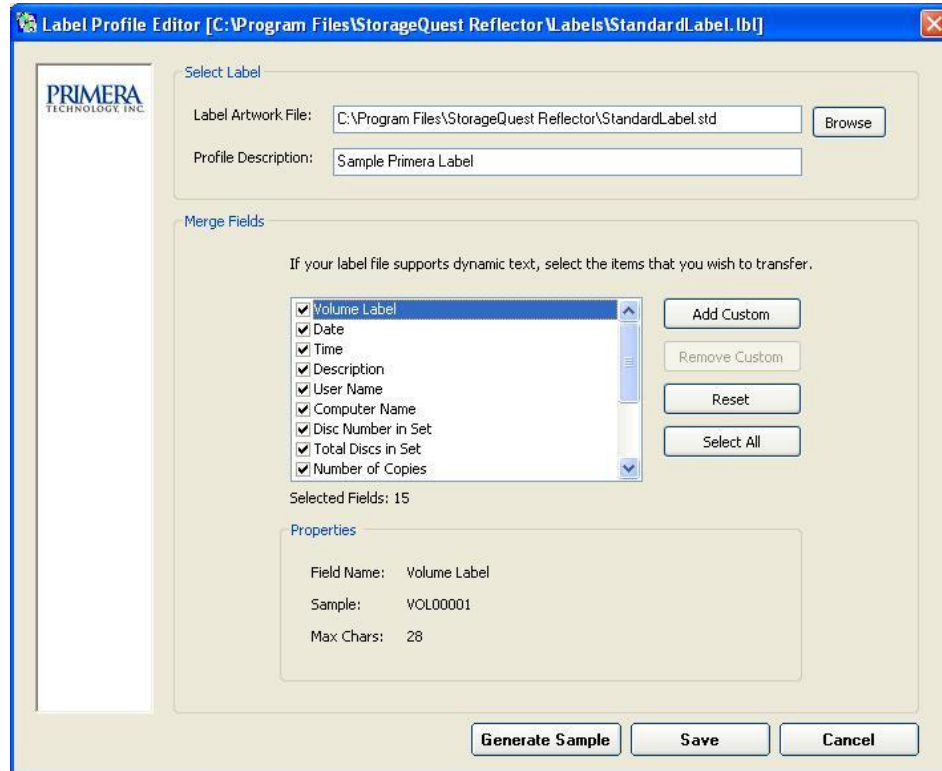 Label Profile Editor [C:\Program Files\StorageQuest Reflector\Labels\StandardLabel.lbl]
PRIMERA
TECHNOLOGY, INC.
Select Label
Label Artwork File: C:\Program Files\StorageQuest Reflector\StandardLabel.std Browse
Profile Description: Sample Primera Label
Merge Fields
If your label file supports dynamic text, select the items that you wish to transfer.
Volume Label
Date
Time
Description
User Name
Computer Name
Disc Number in Set
Total Discs in Set
Number of Copies
Add Custom
Remove Custom
Reset
Select All
Selected Fields: 15
Properties
Field Name: Volume Label
Sample: VOL00001
Max Chars: 28
Generate Sample Save Cancel